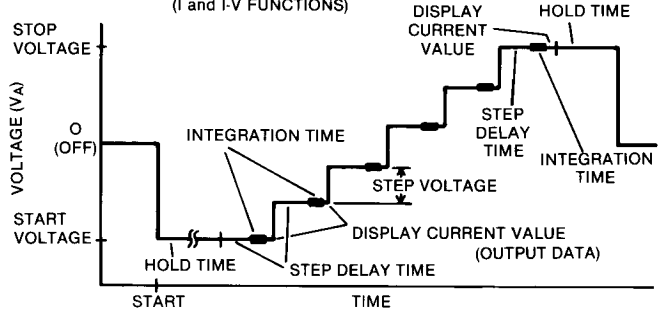 (I and I-V FUNCTIONS)
DISPLAY
CURRENT
VALUE
HOLD TIME
STOP
VOLTAGE
VOLTAGE (VA)
O
(OFF)
INTEGRATION TIME
STEP
DELAY
TIME
INTEGRATION
TIME
STEP VOLTAGE
START
VOLTAGE
DISPLAY CURRENT VALUE
(OUTPUT DATA)
HOLD TIME
STEP DELAY TIME
START
TIME